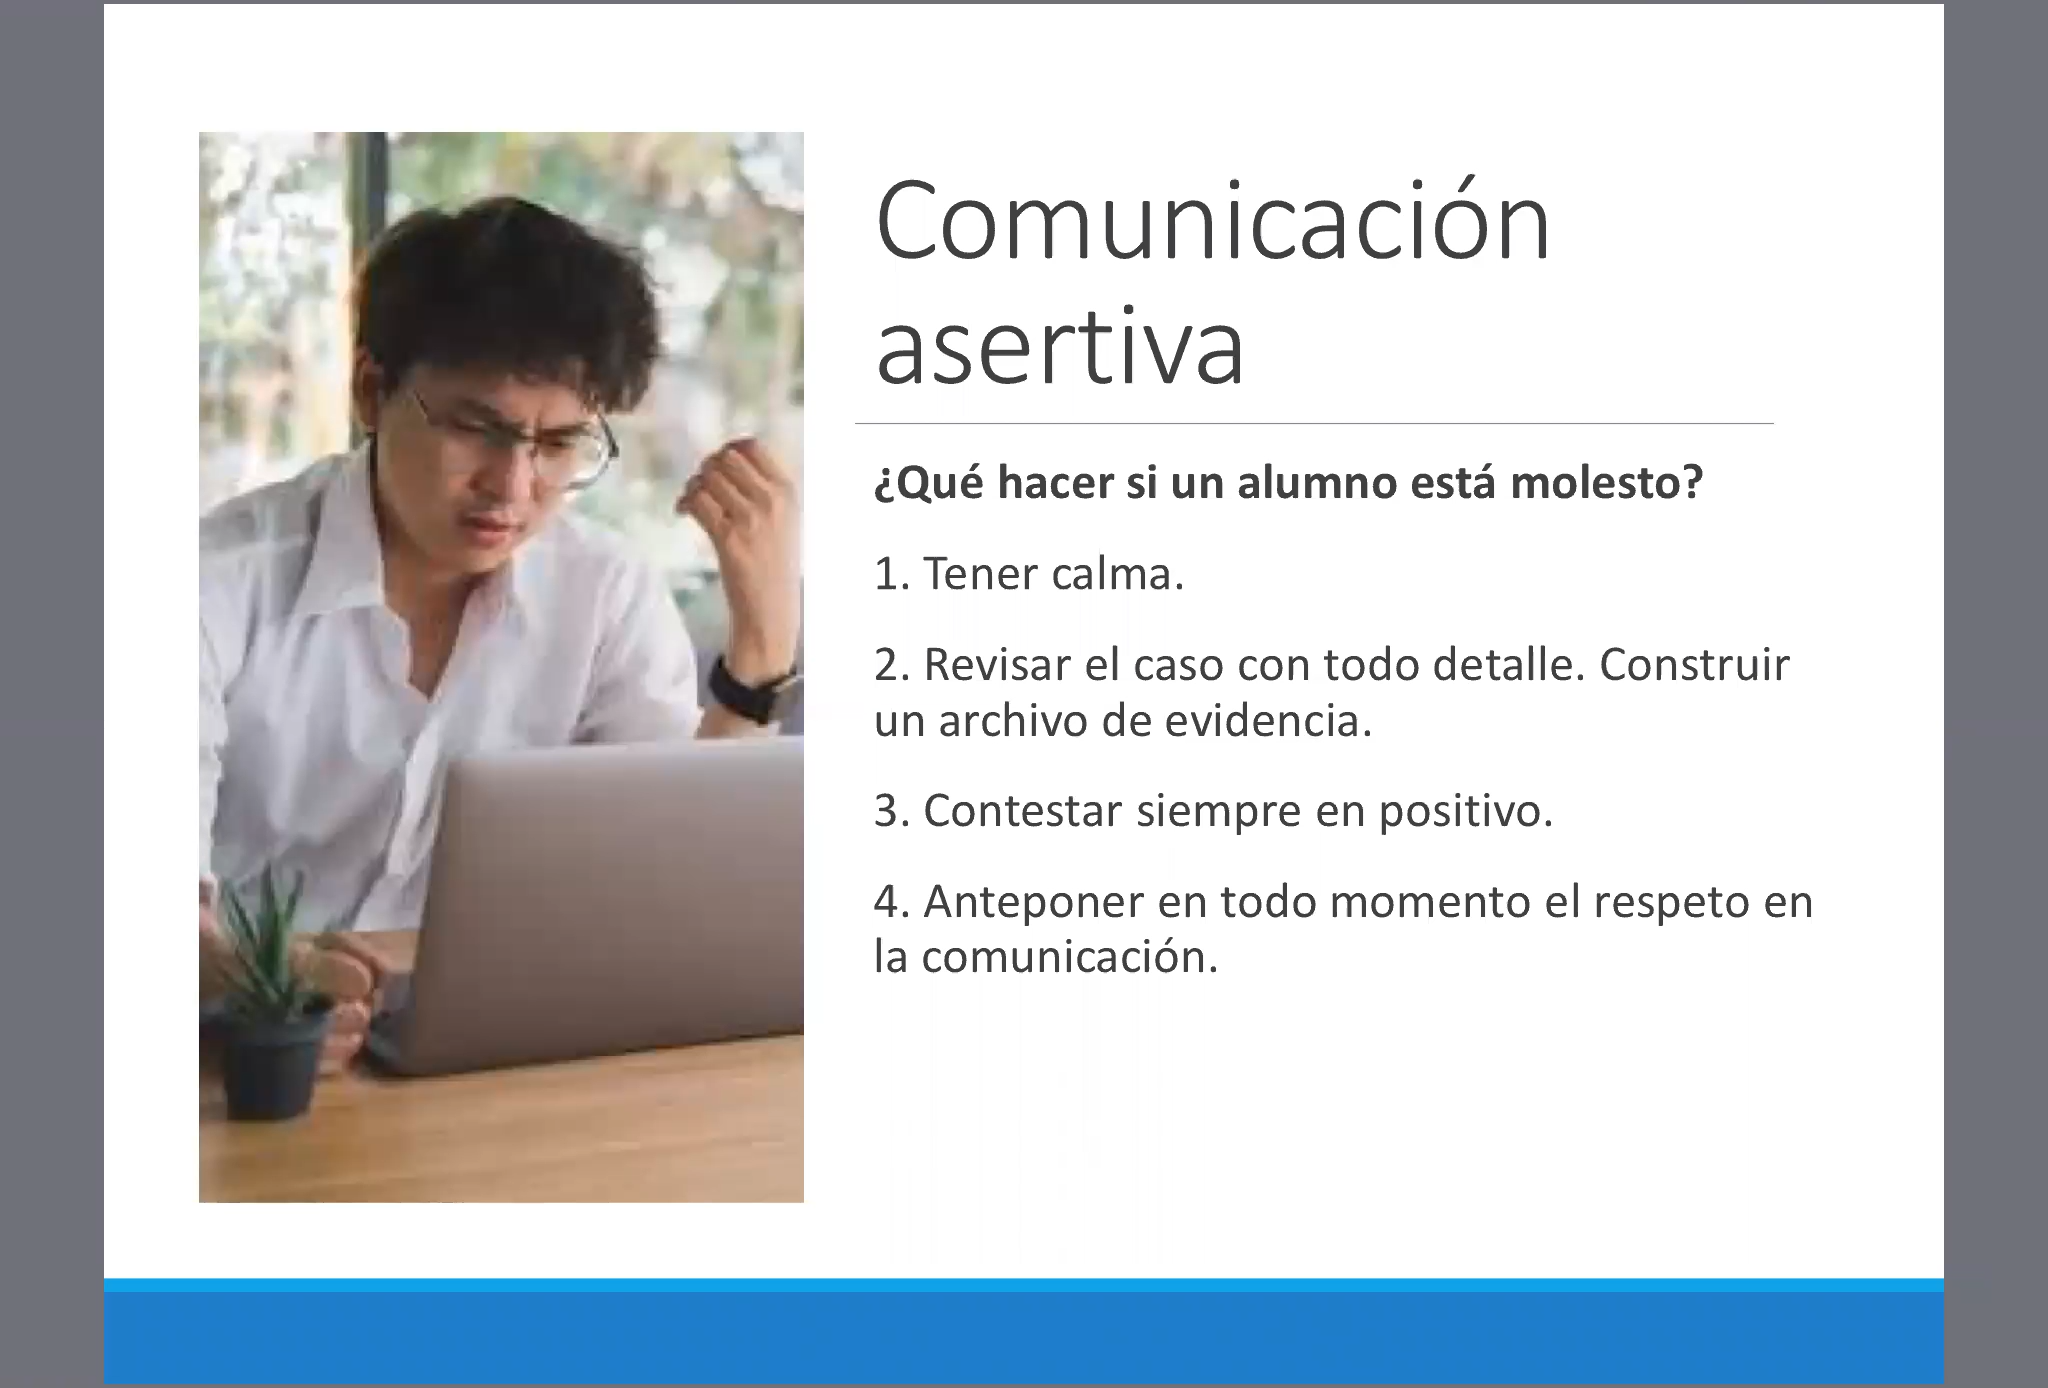 Comunicación
asertiva
¿Qué hacer si un alumno está molesto?
1. Tener calma.
2. Revisar el caso con todo detalle. Construir
un archivo de evidencia.
3. Contestar siempre en positivo.
4. Anteponer en todo momento el respeto en
la comunicación.